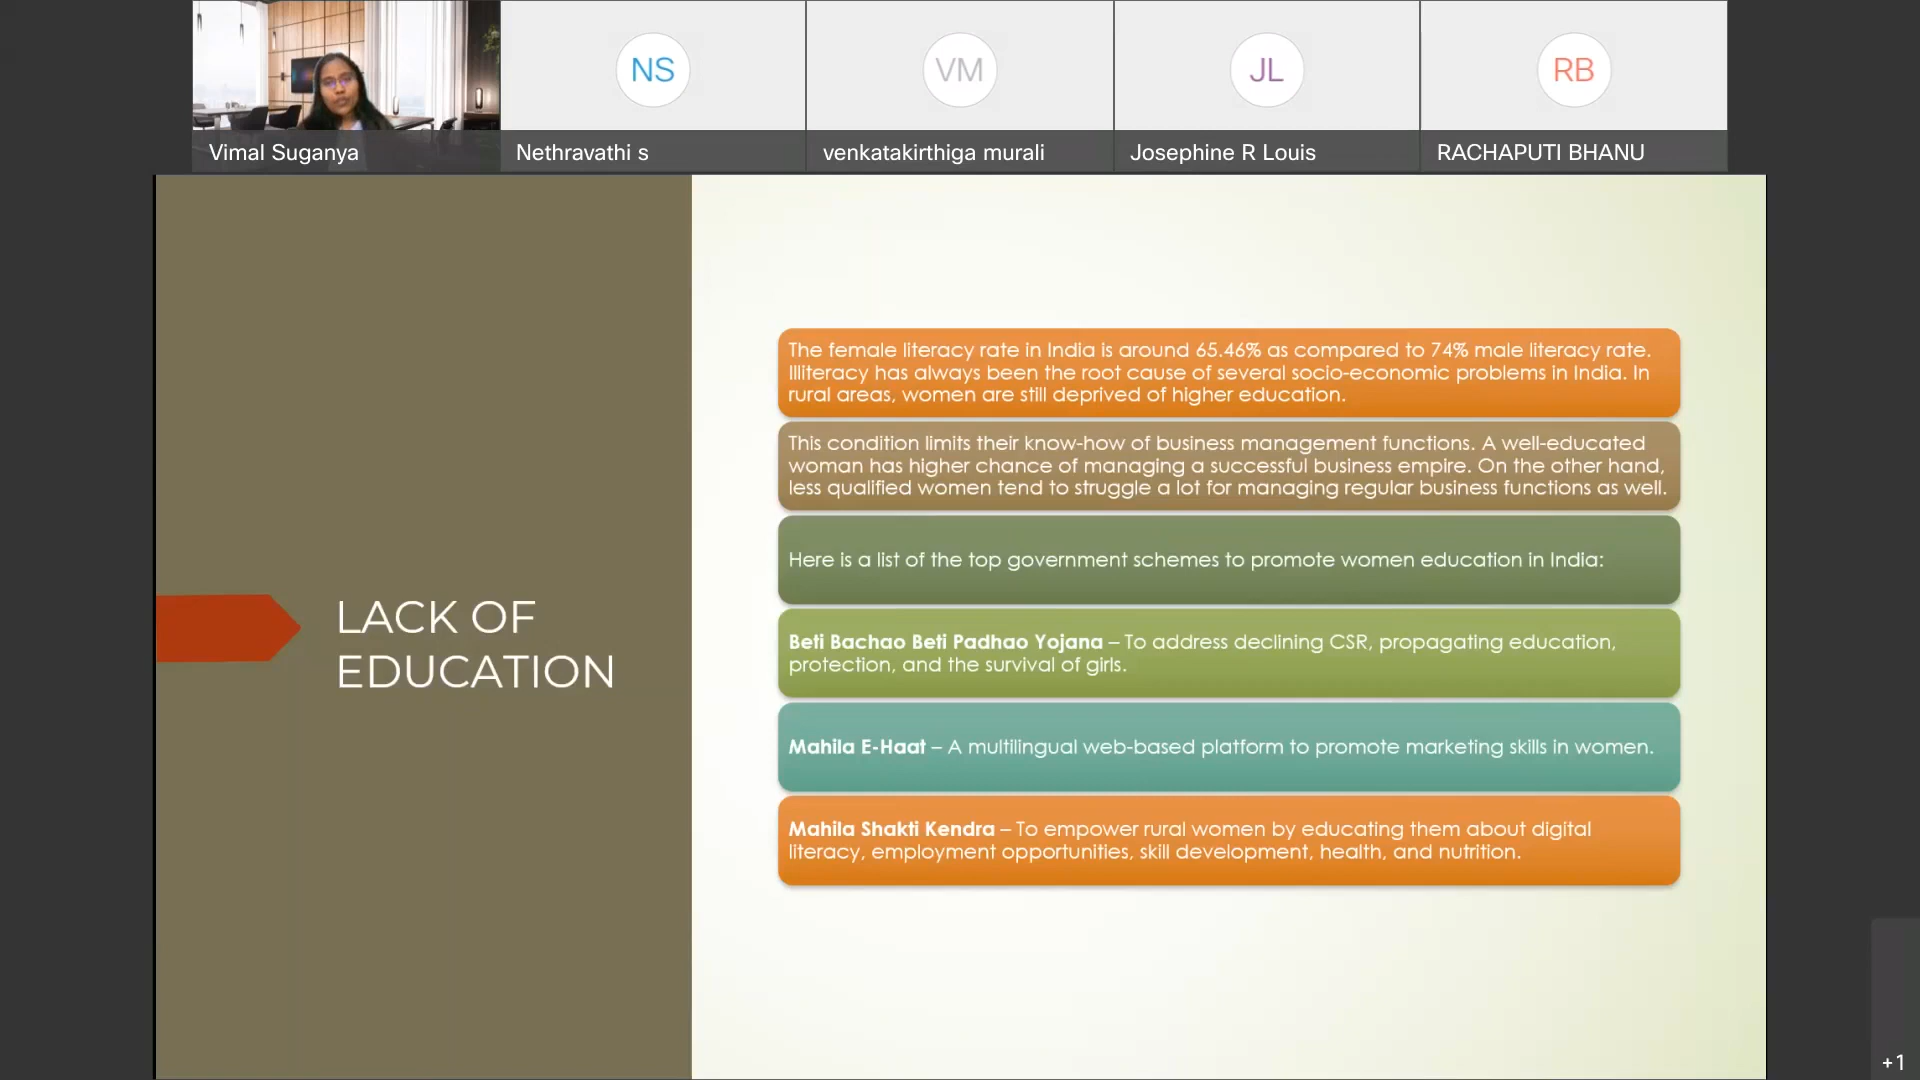 NS
VM
JL
RB
Vimal Suganya
Nethravathi s
venkatakirthiga murali
Josephine R Louis
RACHAPUTI BHANU
LACK OF
EDUCATION
The female literacy rate in India is around 65.46% as compared to 74% male literacy rate.
Illiteracy has always been the root cause of several socio-economic problems in India. In
rural areas, women are still deprived of higher education.
This condition limits their know-how of business management functions. A well-educated
woman has higher chance of managing a successful business empire. On the other hand,
less qualified women tend to struggle a lot for managing regular business functions as well.
Here is a list of the top government schemes to promote women education in India:
Beti Bachao Beti Padhao Yojana – To address declining CSR, propagating education,
protection, and the survival of girls.
Mahila E-Haat – A multilingual web-based platform to promote marketing skills in women.
Mahila Shakti Kendra – To empower rural women by educating them about digital
literacy, employment opportunities, skill development, health, and nutrition.
+1